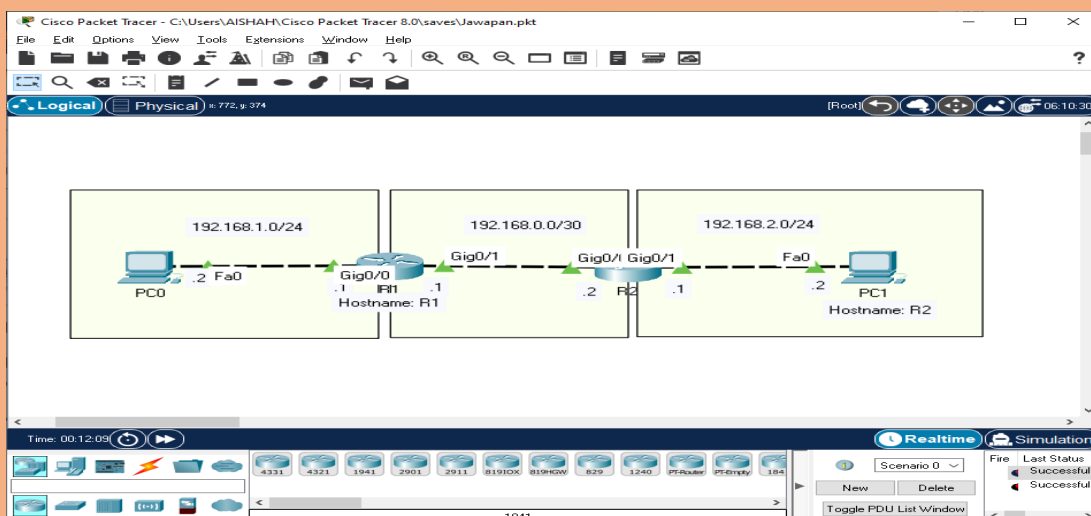 Cisco Packet Tracer - C:\Users\AISHAH\Cisco Packet Tracer 8.0\saves\Jawapan.pkt
File Edit Options View Tools Extensions Window Help
?
Logical Physical x: 772, y: 374 [Root] 06:10:30
192.168.1.0/24 192.168.0.0/30 192.168.2.0/24
Gig0/1 Gig0/ Gig0/1 Fa0
.2 Fa0 Gig0/0
PC0 .1 .1 .2 R2 .1 .2 PC1
Hostname: R1 Hostname: R2
Time: 00:12:09 Realtime Simulation
4331 4321 1941 2901 2911 819IOX 819HGW 829 1240 PT-Router PT-Empty 184
Scenario 0 Fire Last Status
Successful
New Delete Successful
Toggle PDU List Window
1941